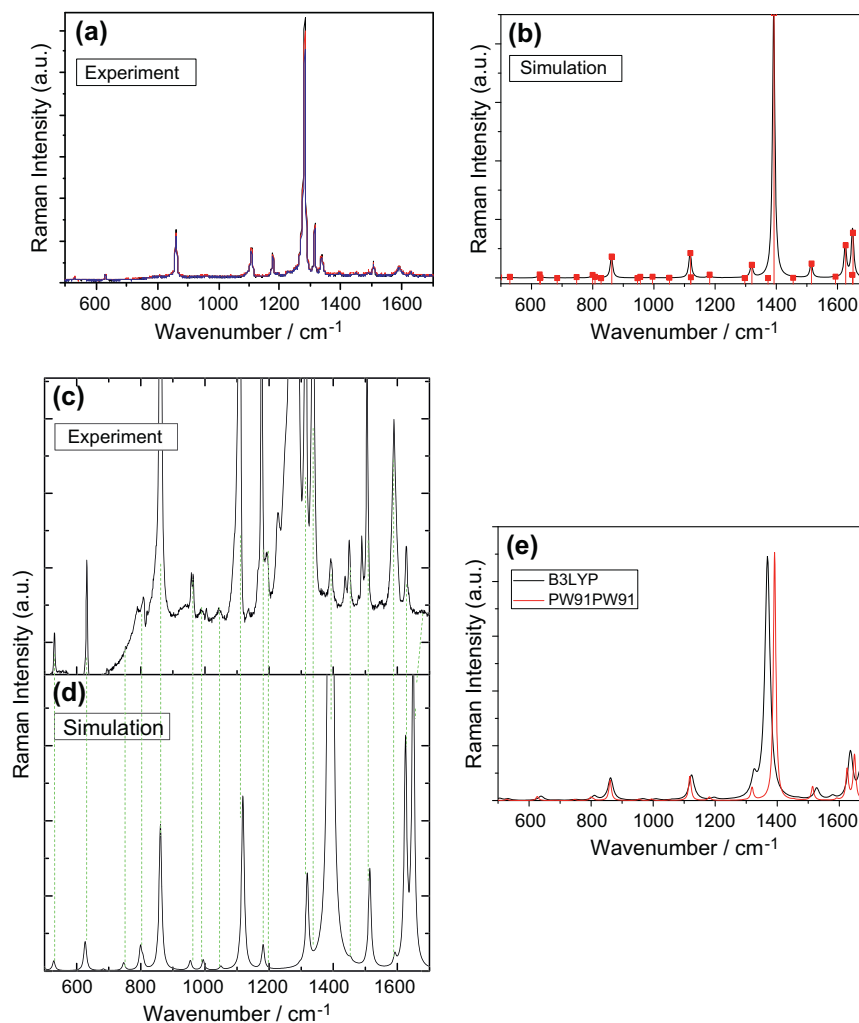 (a)
Experiment
Raman Intensity (a.u.)
600 800 1000 1200 1400 1600
Wavenumber / cm-1
(b)
Simulation
Raman Intensity (a.u.)
600 800 1000 1200 1400 1600
Wavenumber / cm-1
(c)
Experiment
(d)
Simulation
Raman Intensity (a.u.)
600 800 1000 1200 1400 1600
Wavenumber / cm-1
(e)
B3LYP
PW91PW91
Raman Intensity (a.u.)
600 800 1000 1200 1400 1600
Wavenumber / cm-1